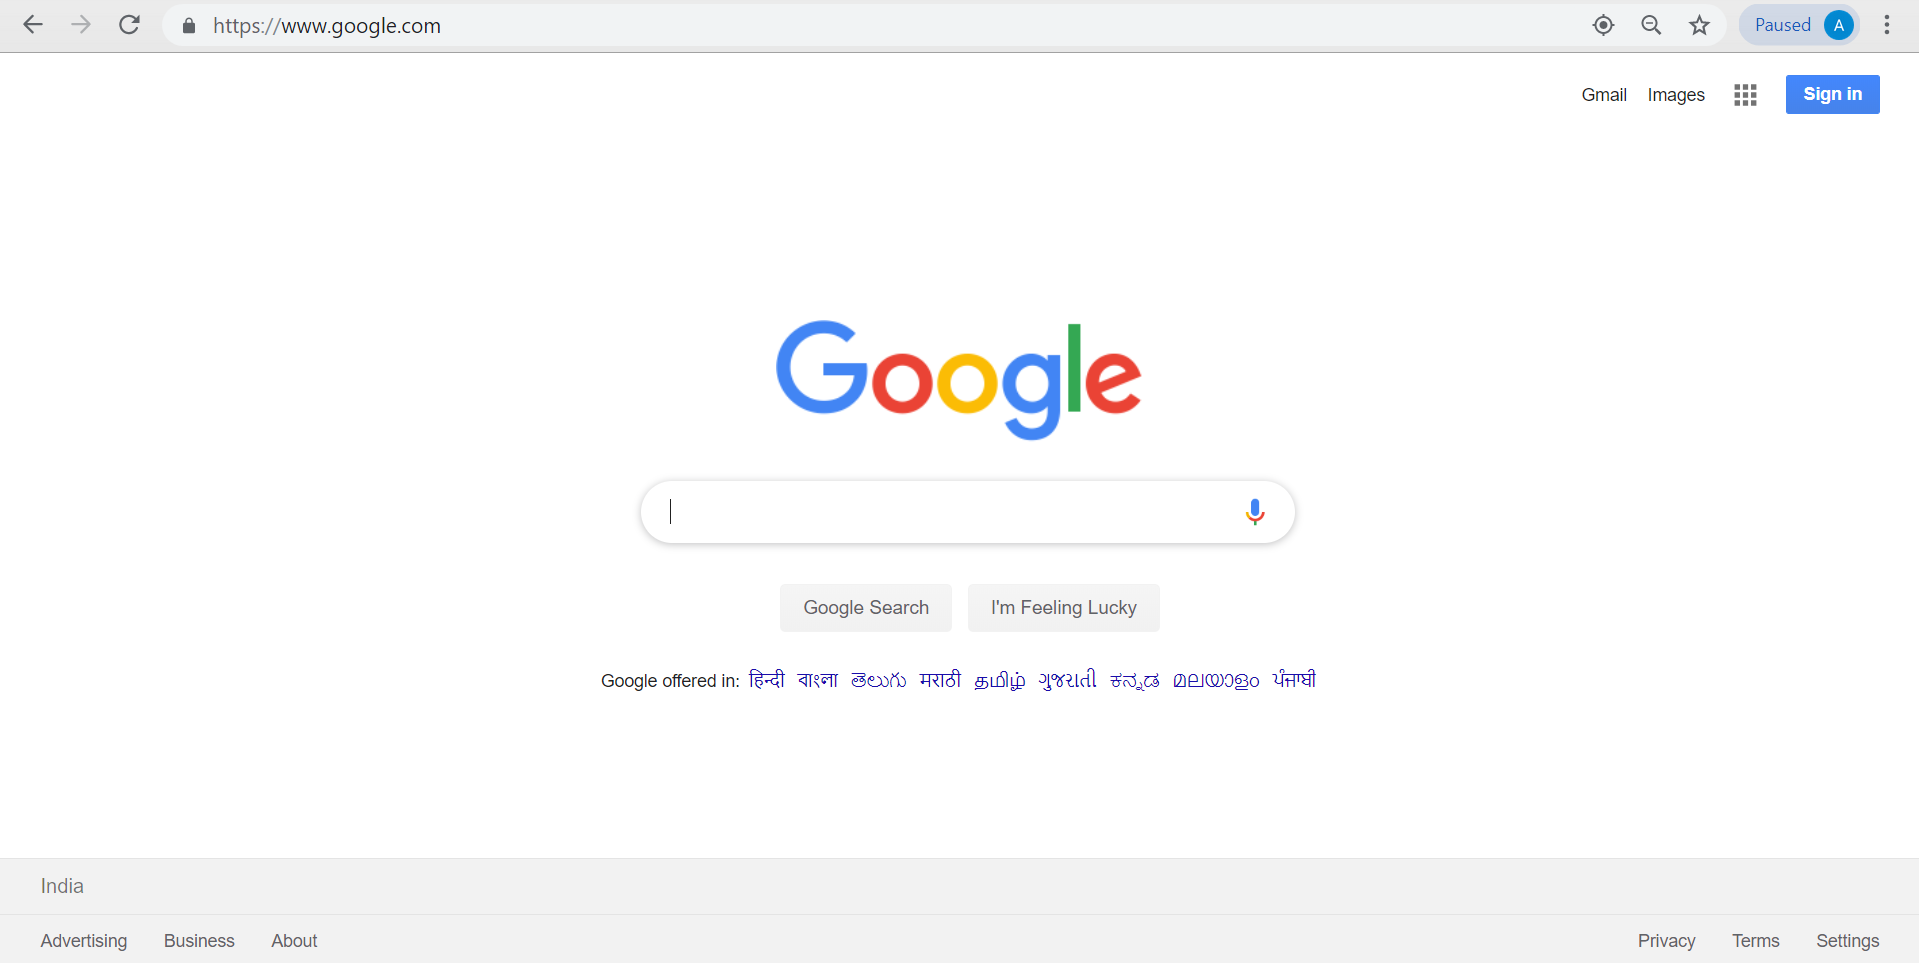 https://www.google.com Paused A
Gmail Images Sign in
Google
Google Search I'm Feeling Lucky
Google offered in: हिन्दी বাংলা తెలుగు मराठी தமிழ் ગુજરાતી ಕನ್ನಡ മലയാളം ਪੰਜਾਬੀ
India
Advertising Business About Privacy Terms Settings